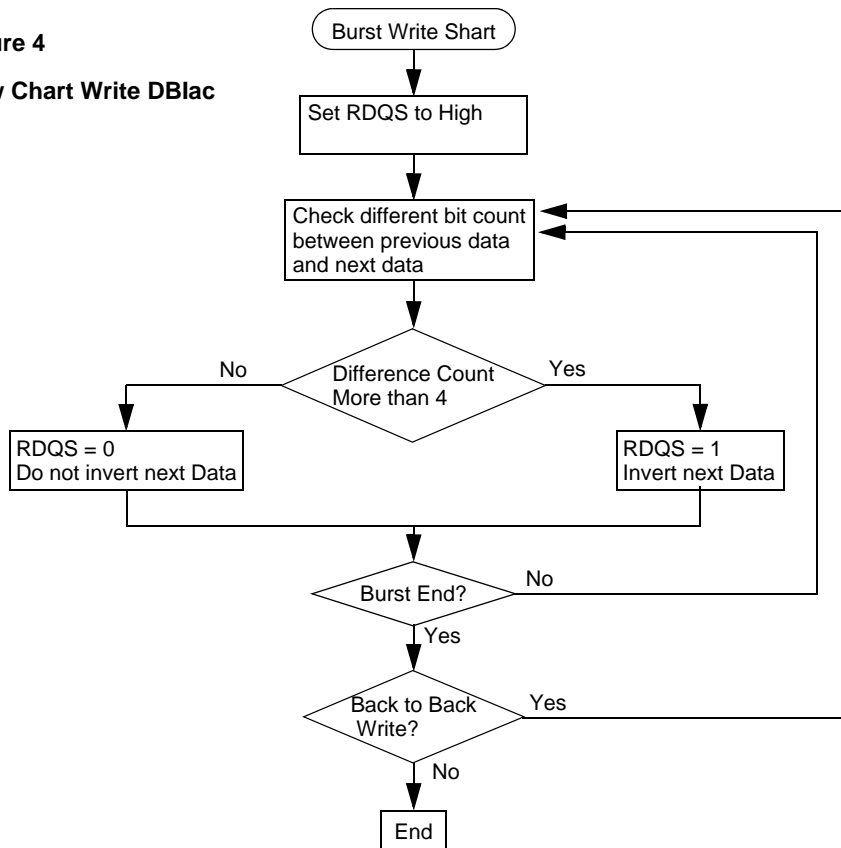 ure 4
Chart Write DBIac
Burst Write Shart
Set RDQS to High
Check different bit count
between previous data
and next data
Difference Count
More than 4
No
Yes
RDQS = 0
Do not invert next Data
RDQS = 1
Invert next Data
Burst End?
No
Yes
Back to Back
Write?
Yes
No
End